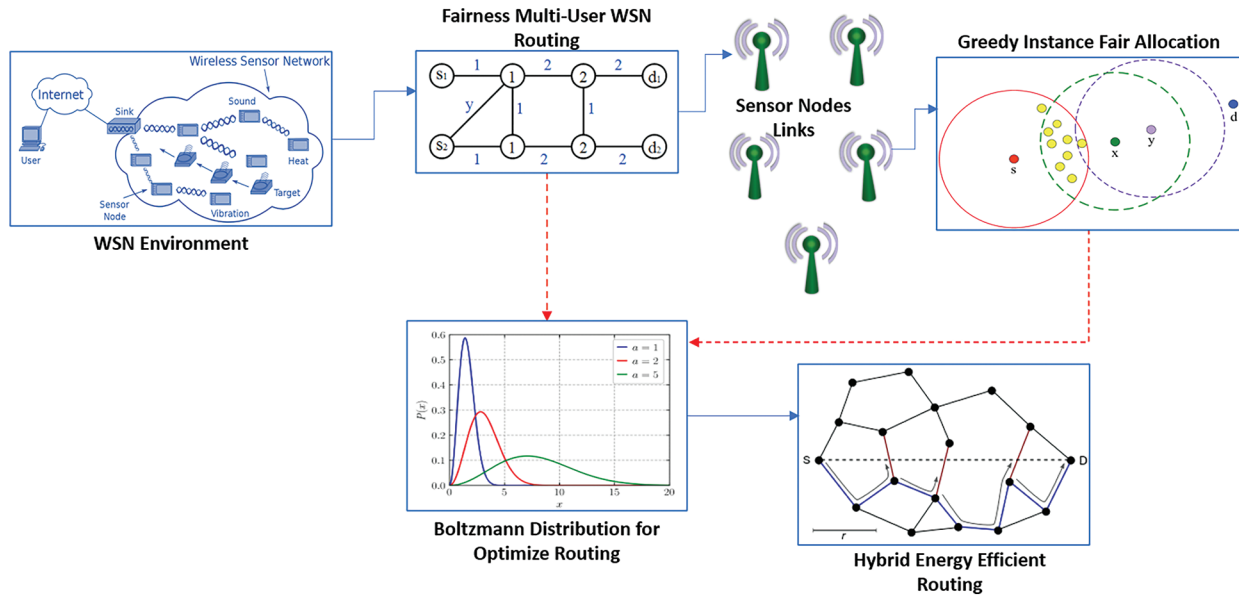 Fairness Multi-User WSN
Routing
Greedy Instance Fair Allocation
Wireless Sensor Network
Internet
Sink
Sound
User
Heat
Target
Sensor
Node
Vibration
WSN Environment
s₁ 1 1 2 2 2 d₁
y 1 1
s₂ 1 1 2 2 2 d₂
Sensor Nodes
Links
d
y
x
s
0.6
0.5
0.4
0.3
0.2
0.1
0.0
P(x)
a = 1
a = 2
a = 5
0 5 10 15 20
x
Boltzmann Distribution for
Optimize Routing
S
D
r
Hybrid Energy Efficient
Routing